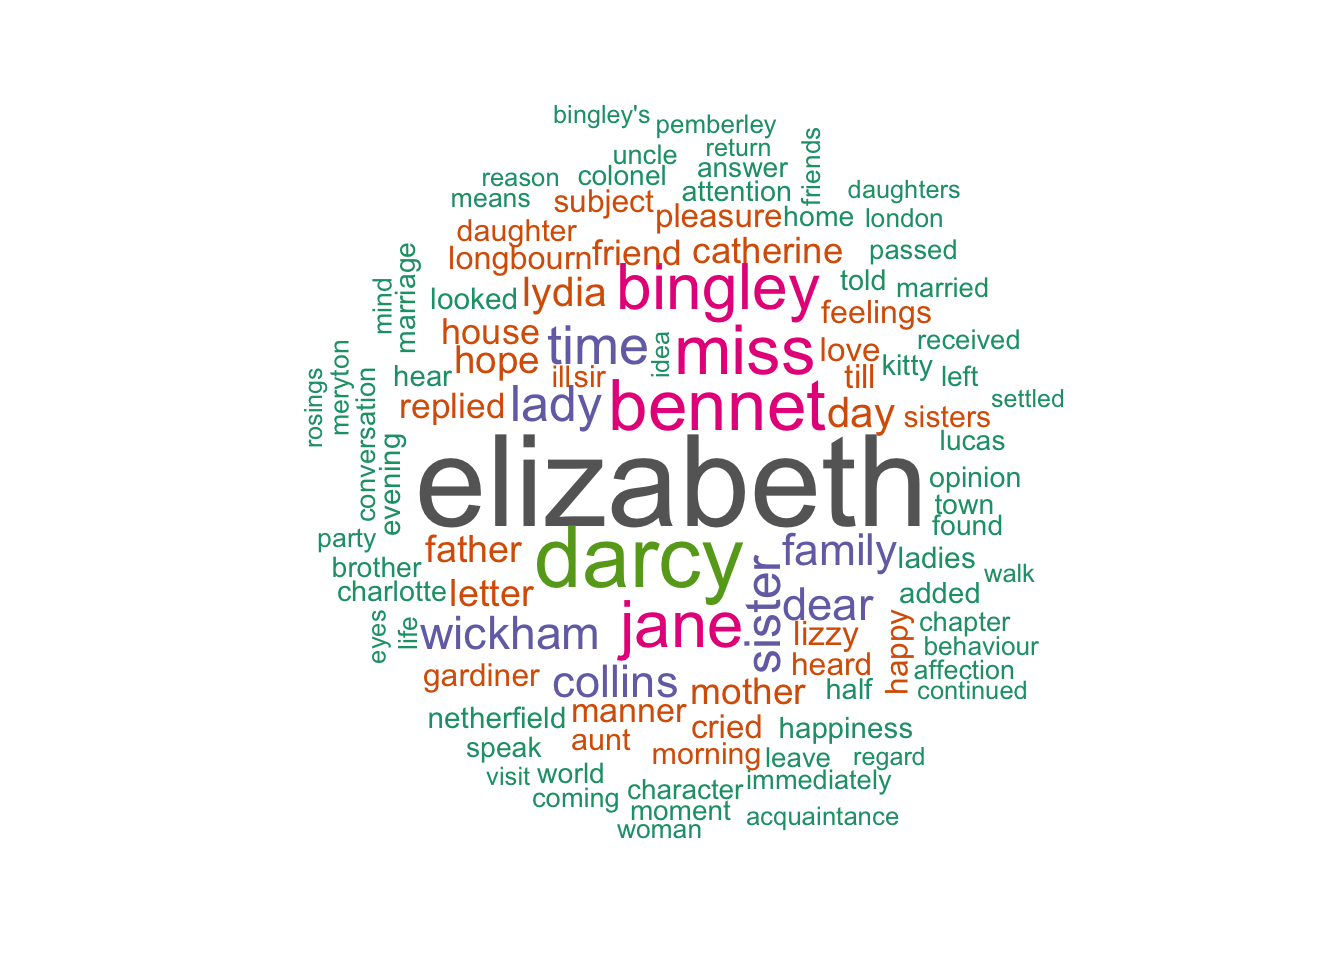 bingley's
pemberley
uncle
return
friends
reason
colonel
answer
means
subject
attention
daughters
daughter
pleasure
home
london
longbourn
friend
catherine
passed
mind
marriage
looked
lydia
bingley
told
married
feelings
house
time
idea
miss
love
received
rosings
meryton
hear
hope
ill
sir
till
kitty
left
conversation
replied
lady
bennet
day
sisters
settled
evening
elizabeth
lucas
opinion
town
found
party
father
darcy
sister
family
ladies
brother
walk
charlotte
letter
dear
added
eyes
life
wickham
jane
lizzy
happy
chapter
behaviour
gardiner
collins
heard
affection
mother
half
continued
netherfield
manner
cried
happiness
speak
aunt
morning
leave
regard
visit
world
character
immediately
coming
moment
acquaintance
woman